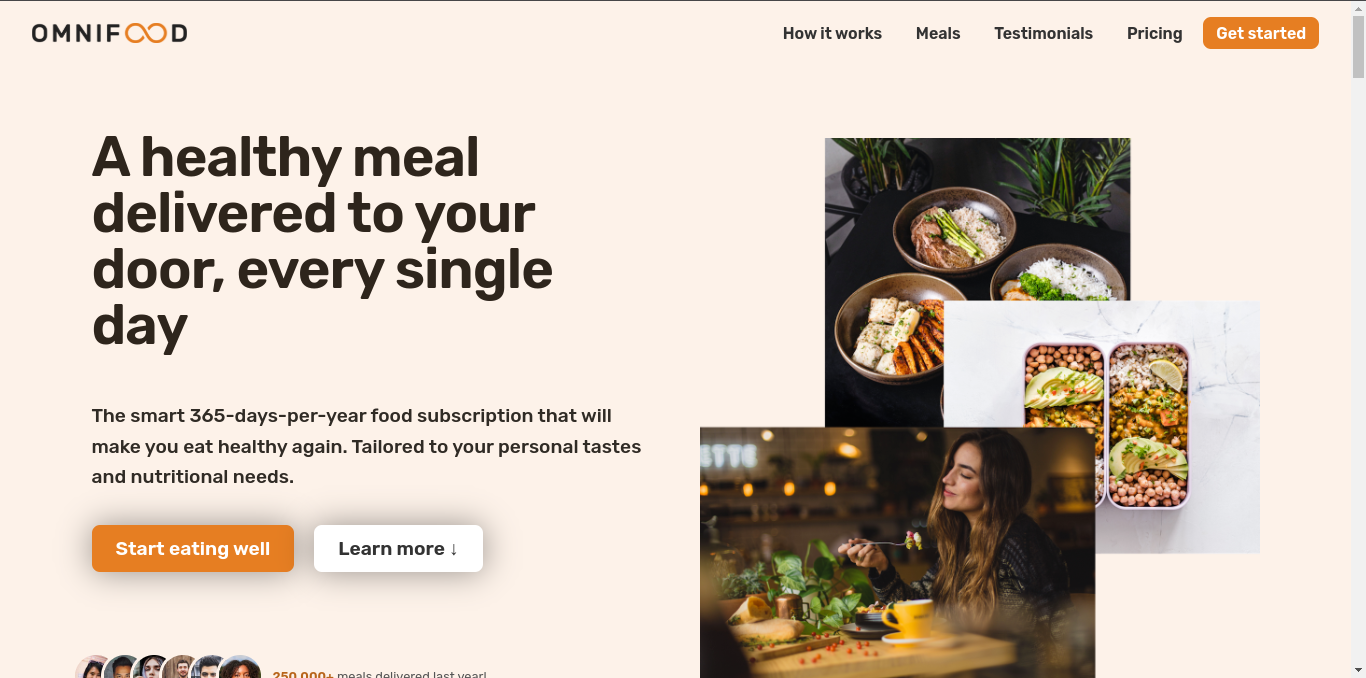 OMNIFOOD
How it works
Meals
Testimonials
Pricing
Get started
A healthy meal
delivered to your
door, every single
day
The smart 365-days-per-year food subscription that will
make you eat healthy again. Tailored to your personal tastes
and nutritional needs.
Start eating well
Learn more ↓
250,000+ meals delivered last year!